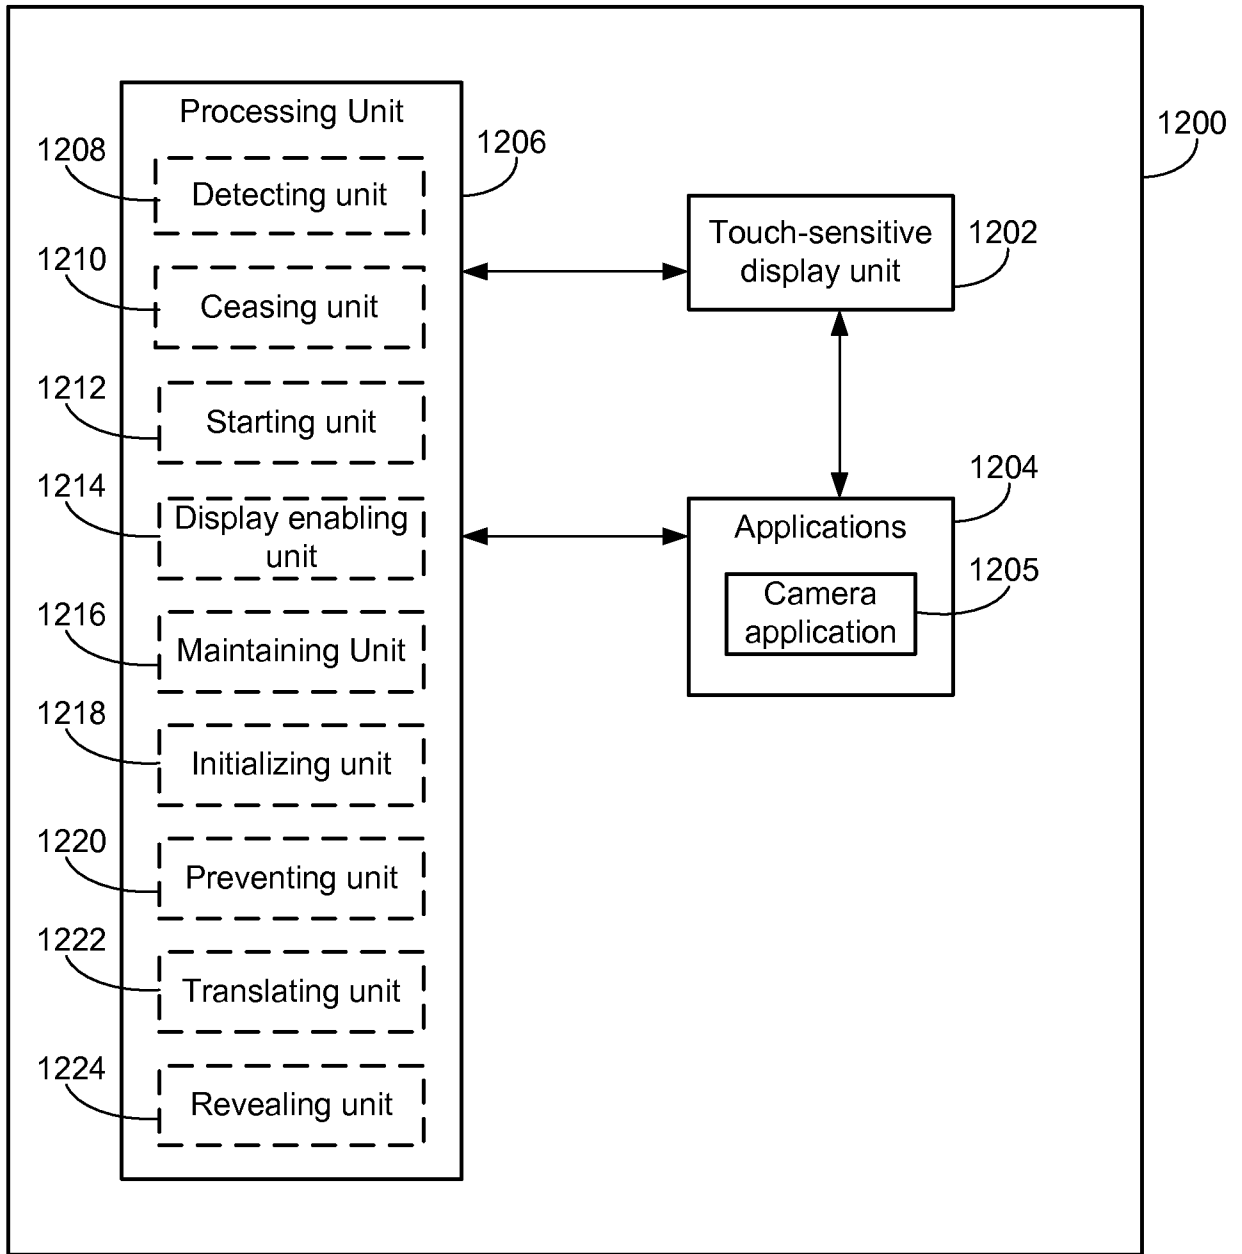 Processing Unit
1208
Detecting unit
1206
1210
Ceasing unit
1212
Starting unit
1214
Display enabling
unit
1216
Maintaining Unit
1218
Initializing unit
1220
Preventing unit
1222
Translating unit
1224
Revealing unit
1200
Touch-sensitive
display unit
1202
1204
Applications
1205
Camera
application